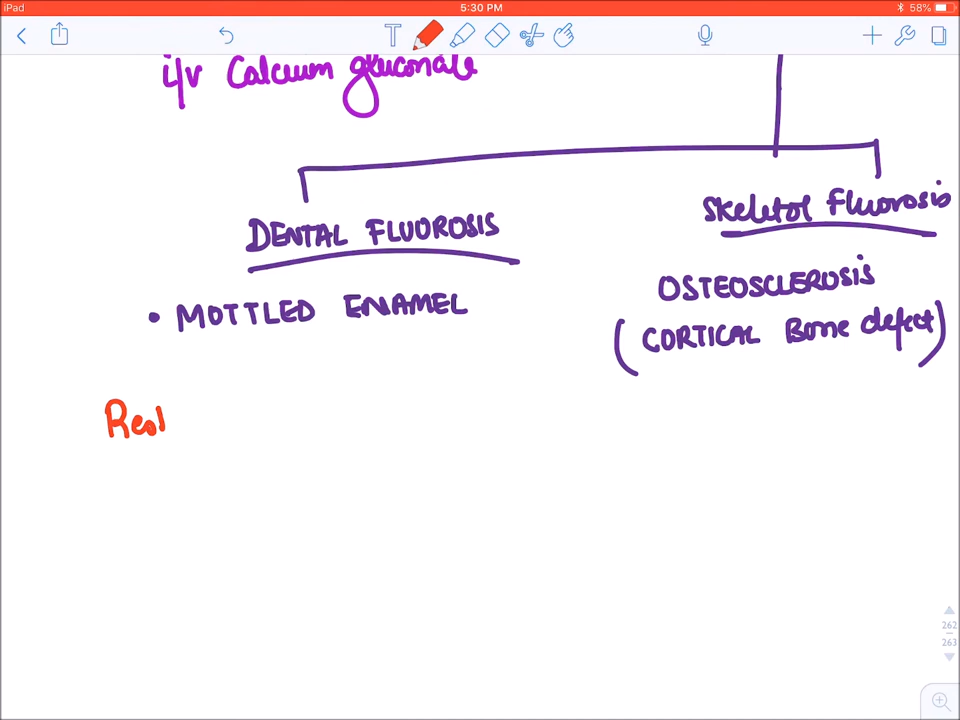 iPad
5:30 PM
58%
T
i/v Calcium gluconate
DENTAL FLUOROSIS
Skeletal Fluorosis
• MOTTLED ENAMEL
OSTEOSCLEROSIS
(CORTICAL Bone defect)
262
263